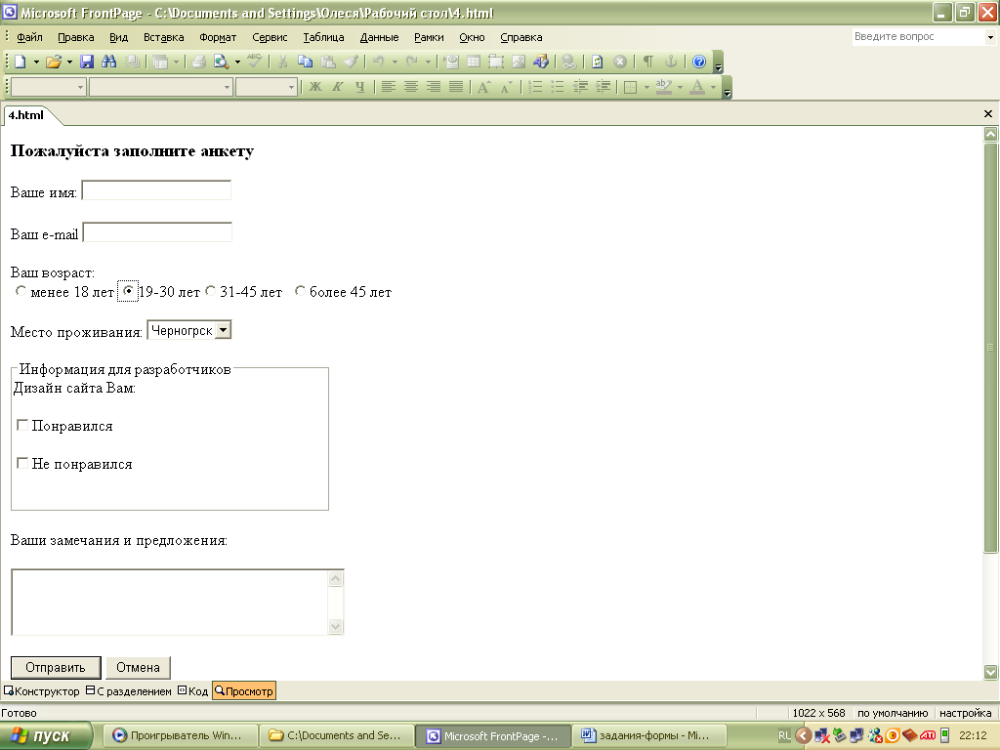 Microsoft FrontPage - C:\Documents and Settings\Олеся\Рабочий стол\4.html
Файл Правка Вид Вставка Формат Сервис Таблица Данные Рамки Окно Справка
Введите вопрос
Ж К Ч A A ab A
4.html
Пожалуйста заполните анкету
Ваше имя:
Ваш e-mail
Ваш возраст:
менее 18 лет 19-30 лет 31-45 лет более 45 лет
Место проживания: Черногрск
Информация для разработчиков
Дизайн сайта Вам:
Понравился
Не понравился
Ваши замечания и предложения:
Отправить Отмена
Конструктор С разделением Код Просмотр
Готово 1022 x 568 по умолчанию настройка
пуск Проигрыватель Win... C:\Documents and Se... Microsoft FrontPage -... задания-формы - Mi... RL 22:12